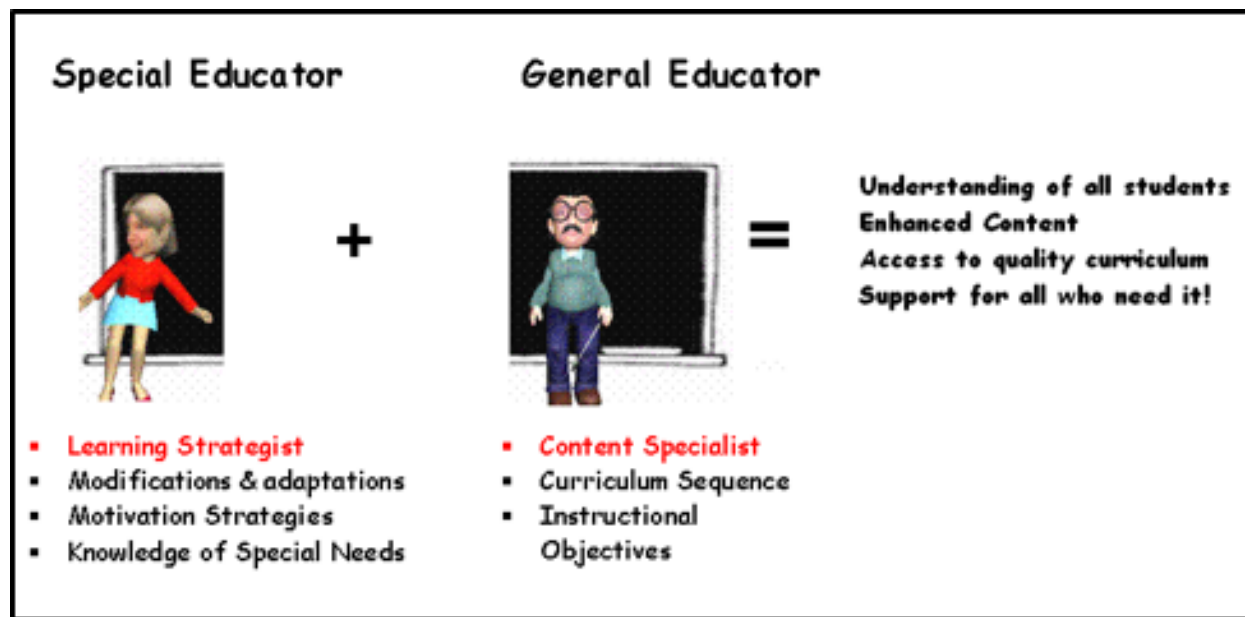 Special Educator
General Educator
+
=
Understanding of all students
Enhanced Content
Access to quality curriculum
Support for all who need it!
▪ Learning Strategist
▪ Modifications & adaptations
▪ Motivation Strategies
▪ Knowledge of Special Needs
▪ Content Specialist
▪ Curriculum Sequence
▪ Instructional
Objectives